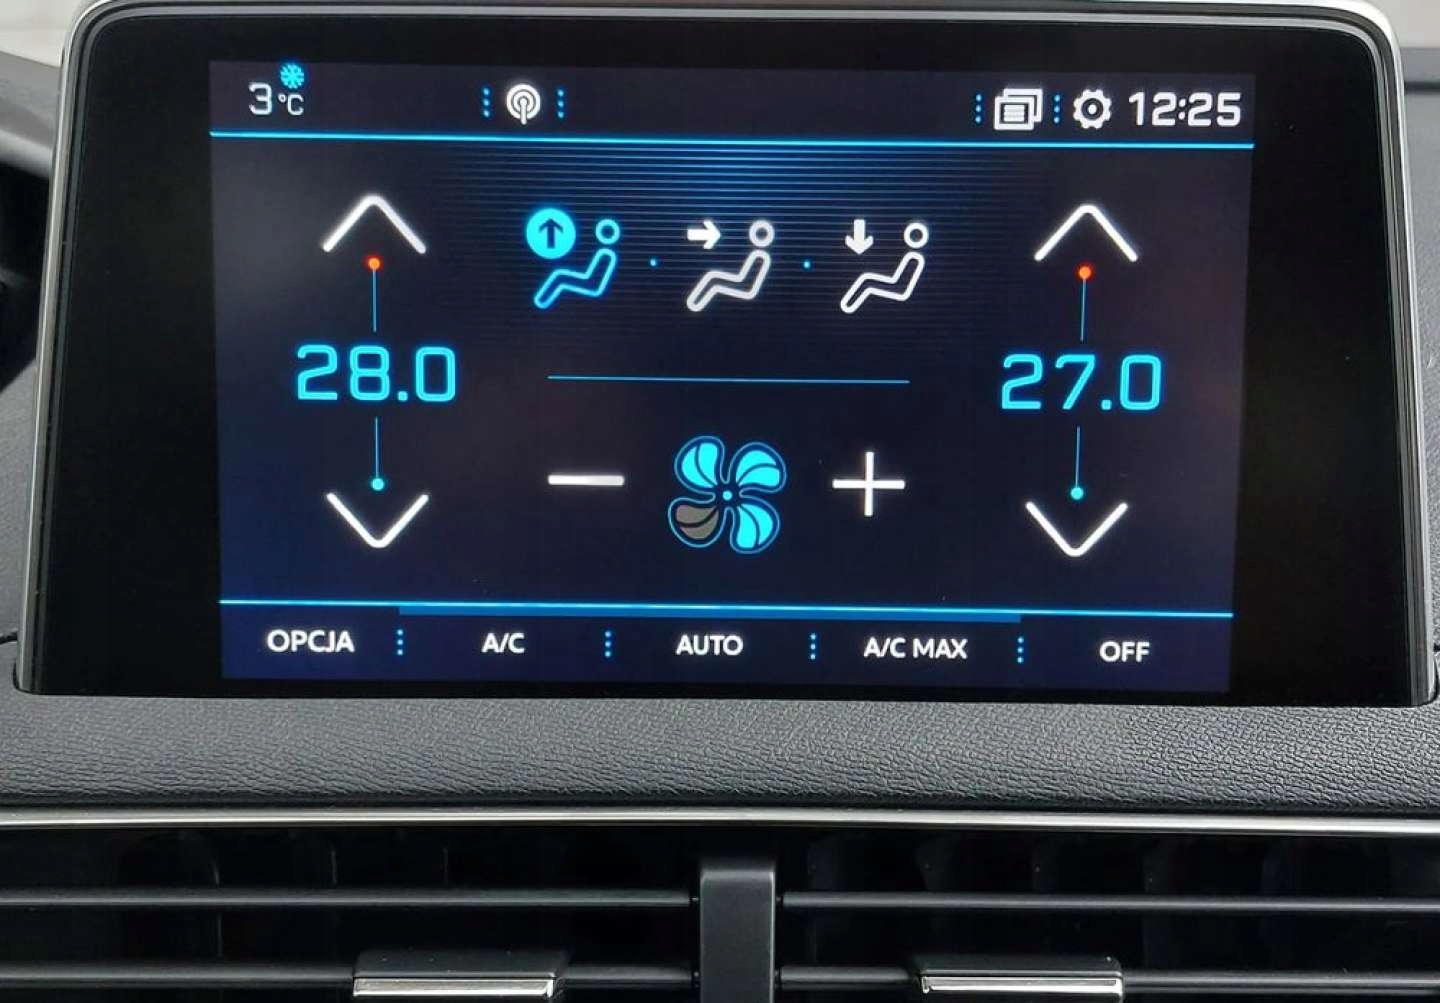 3°C 12:25
28.0 27.0
OPCJA A/C AUTO A/C MAX OFF